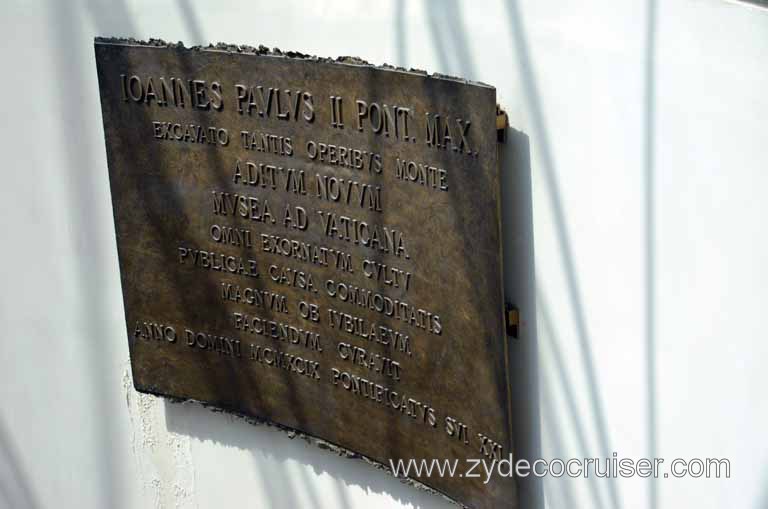 IOANNES PAVLVS II PONT. MAX.
EXCAVATO TANTIS OPERIBVS MONTE
ADITVM NOVVM
MVSEA AD VATICANA
OMNI EXORNATVM CVLTV
PVBLICAE CAVSA COMMODITATIS
MAGNVM OB IVBILAEVM
FACIENDVM CVRAVIT
ANNO DOMINI MCMXCIX PONTIFICATVS SVI XXI
www.zydecocruiser.com